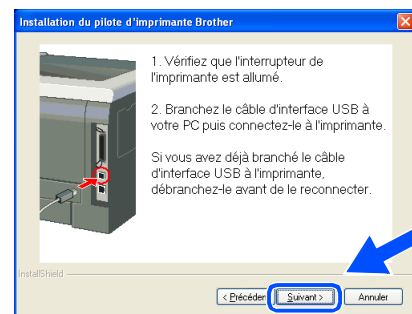 Installation du pilote d'imprimante Brother
1. Vérifiez que l'interrupteur de
l'imprimante est allumé.
2. Branchez le câble d'interface USB à
votre PC puis connectez-le à l'imprimante.
Si vous avez déjà branché le câble
d'interface USB à l'imprimante,
débranchez-le avant de le reconnecter.
InstallShield
< Précéden
Suivant >
Annuler